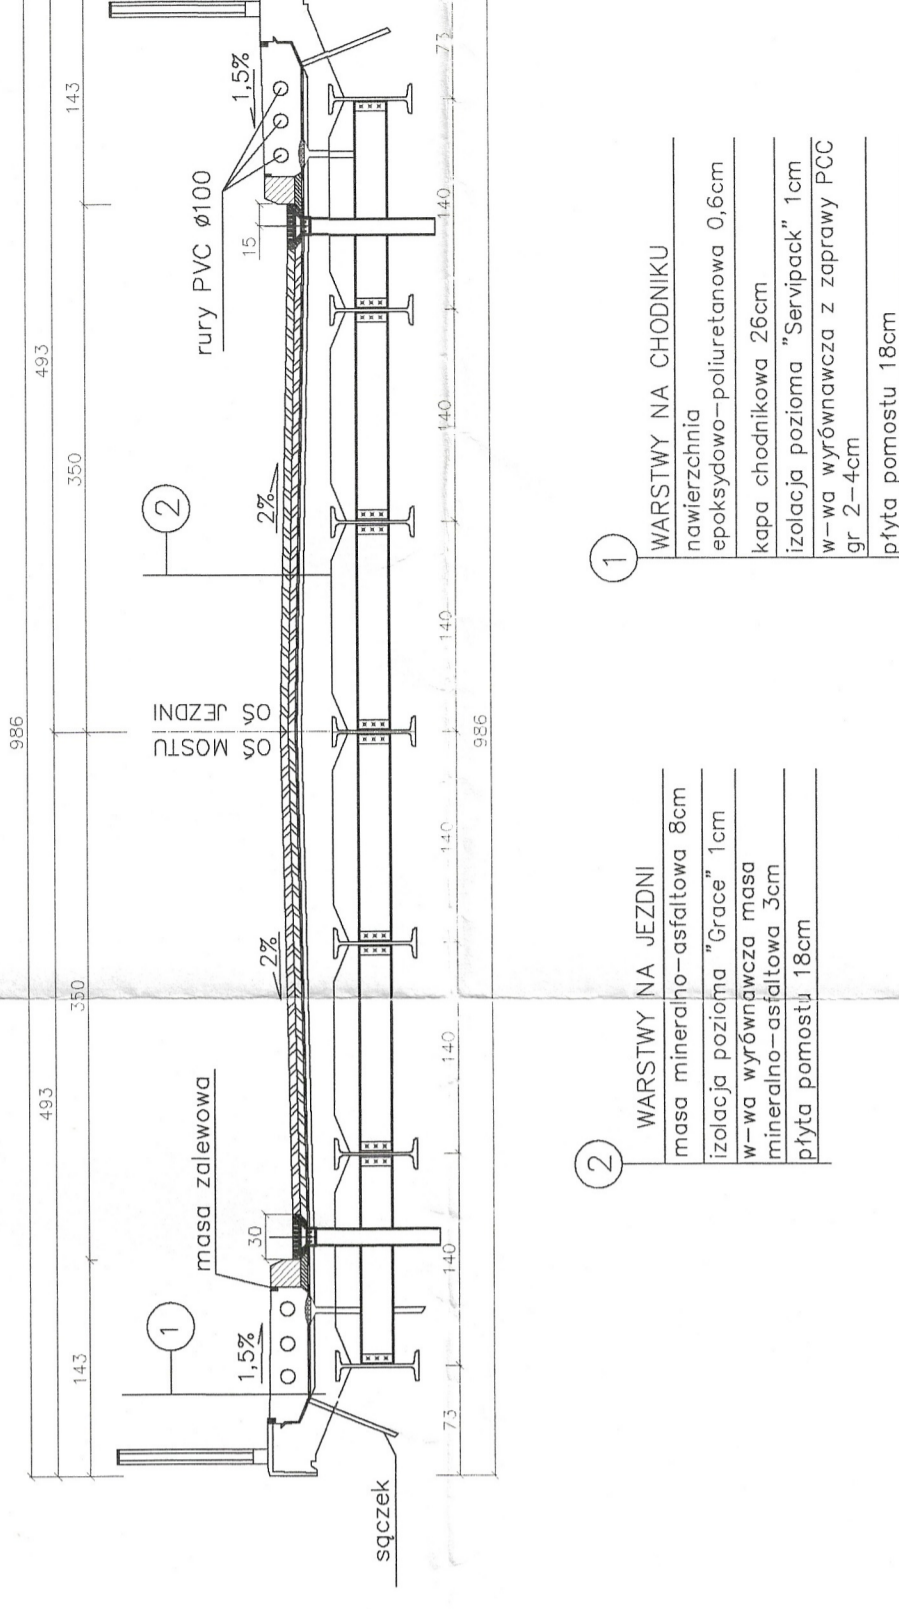 986
493
493
143
350
350
143
1
masa zalewowa
2
rury PVC ø100
1,5%
30
2%
OŚ MOSTU
OŚ JEZDNI
2%
15
1,5%
sączek
73
140
140
140
140
140
140
73
986
2
WARSTWY NA JEZDNI
masa mineralno-asfaltowa 8cm
izolacja pozioma "Grace" 1cm
w-wa wyrównawcza masa
mineralno-asfaltowa 3cm
płyta pomostu 18cm
1
WARSTWY NA CHODNIKU
nawierzchnia
epoksydowo-poliuretanowa 0,6cm
kapa chodnikowa 26cm
izolacja pozioma "Servipack" 1cm
w-wa wyrównawcza z zaprawy PCC
gr 2-4cm
płyta pomostu 18cm